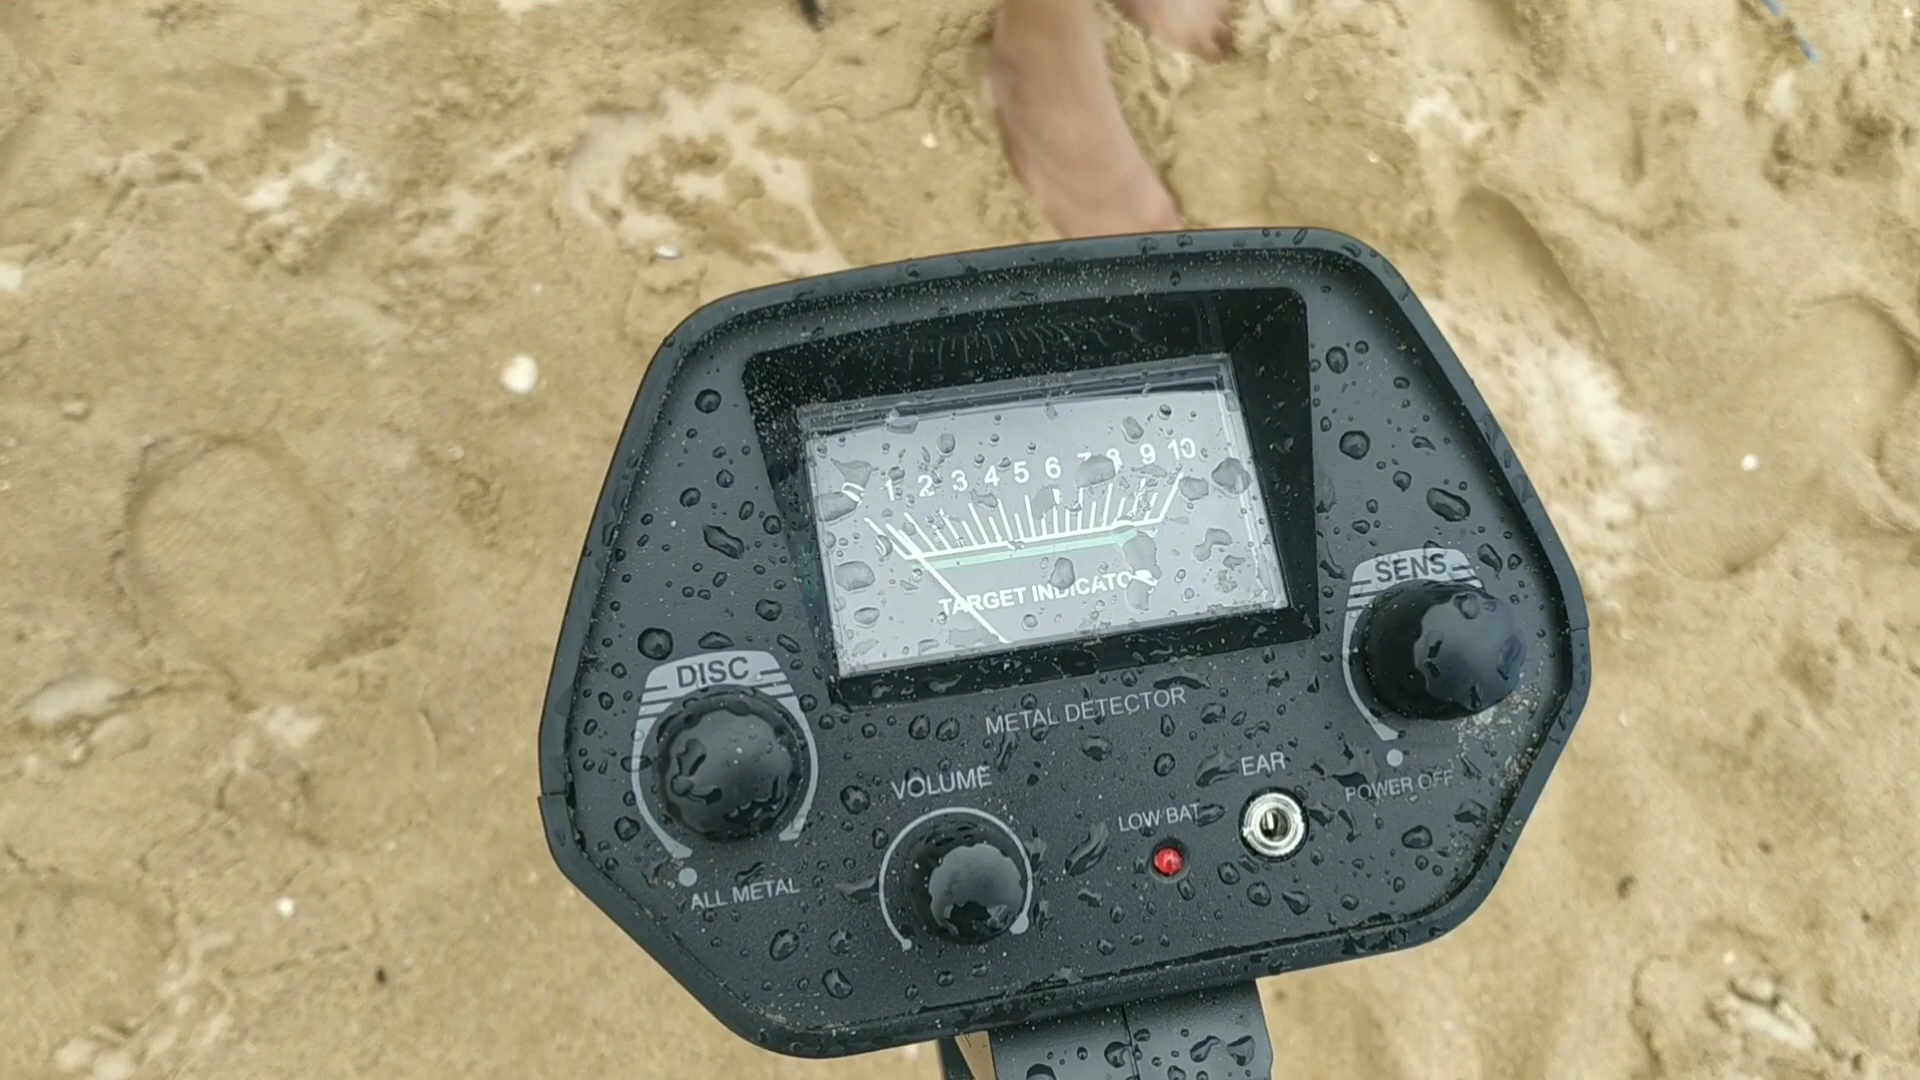 0 1 2 3 4 5 6 7 8 9 10
TARGET INDICATOR
SENS
DISC
METAL DETECTOR
VOLUME
EAR
POWER OFF
LOW BAT
ALL METAL